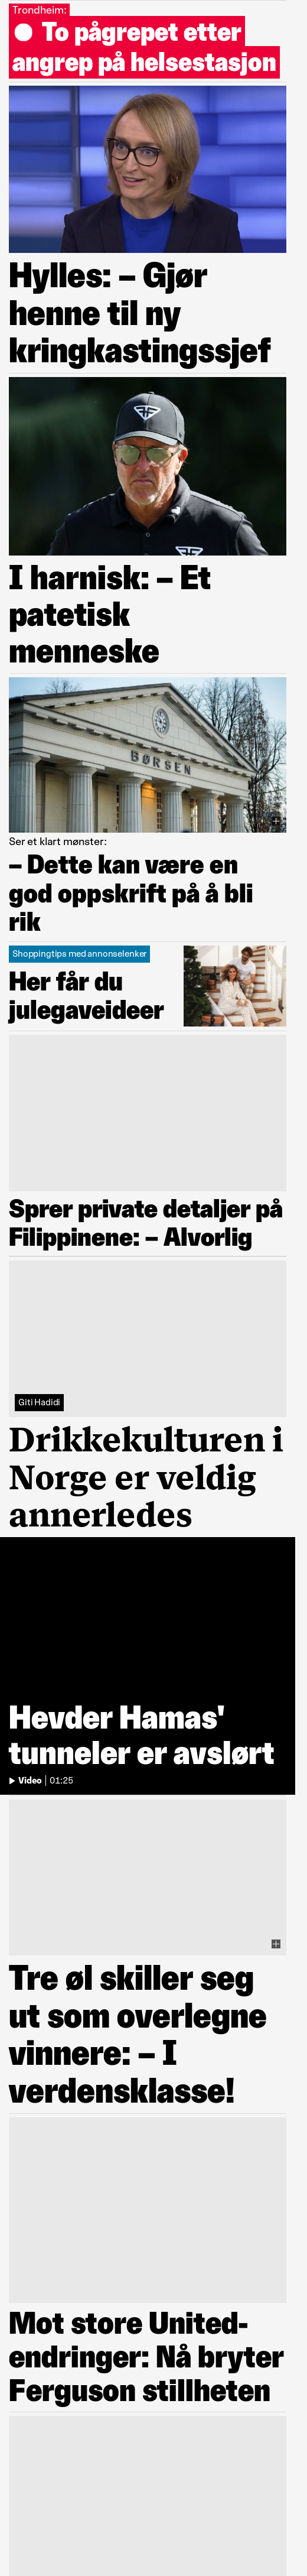 Trondheim:
To pågrepet etter
angrep på helsestasjon
Hylles: – Gjør
henne til ny
kringkastingssjef
I harnisk: – Et
patetisk
menneske
BØRSEN
Ser et klart mønster:
– Dette kan være en
god oppskrift på å bli
rik
Shoppingtips med annonselenker
Her får du
julegaveideer
Sprer private detaljer på
Filippinene: – Alvorlig
Giti Hadidi
Drikkekulturen i
Norge er veldig
annerledes
Hevder Hamas'
tunneler er avslørt
Video | 01:25
Tre øl skiller seg
ut som overlegne
vinnere: – I
verdensklasse!
Mot store United-
endringer: Nå bryter
Ferguson stillheten